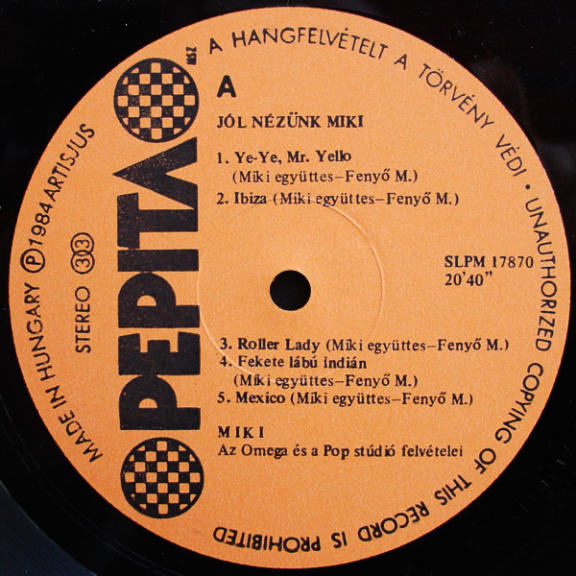 A HANGFELVÉTELT A TÖRVÉNY VÉDI • UNAUTHORIZED COPYING OF THIS RECORD IS PROHIBITED
MADE IN HUNGARY Ⓟ 1984 ARTISJUS
STEREO 33
PEPITA
MSZ
A
JÓL NÉZÜNK MIKI
1. Ye-Ye, Mr. Yello
(Miki együttes–Fenyő M.)
2. Ibiza (Miki együttes–Fenyő M.)
SLPM 17870
20'40"
3. Roller Lady (Miki együttes–Fenyő M.)
4. Fekete lábú indián
(Miki együttes–Fenyő M.)
5. Mexico (Miki együttes–Fenyő M.)
MIKI
Az Omega és a Pop stúdió felvételei